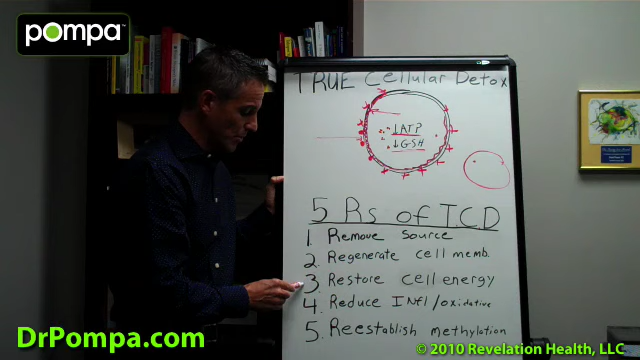 pompa™
TRUE Cellular Detox
↓ATP
↓GSH
5 Rs of TCD
1. Remove Source
2. Regenerate cell memb.
3 Restore cell energy
4 Reduce INfl/oxidative
5. Reestablish methylation
DrPompa.com
© 2010 Revelation Health, LLC